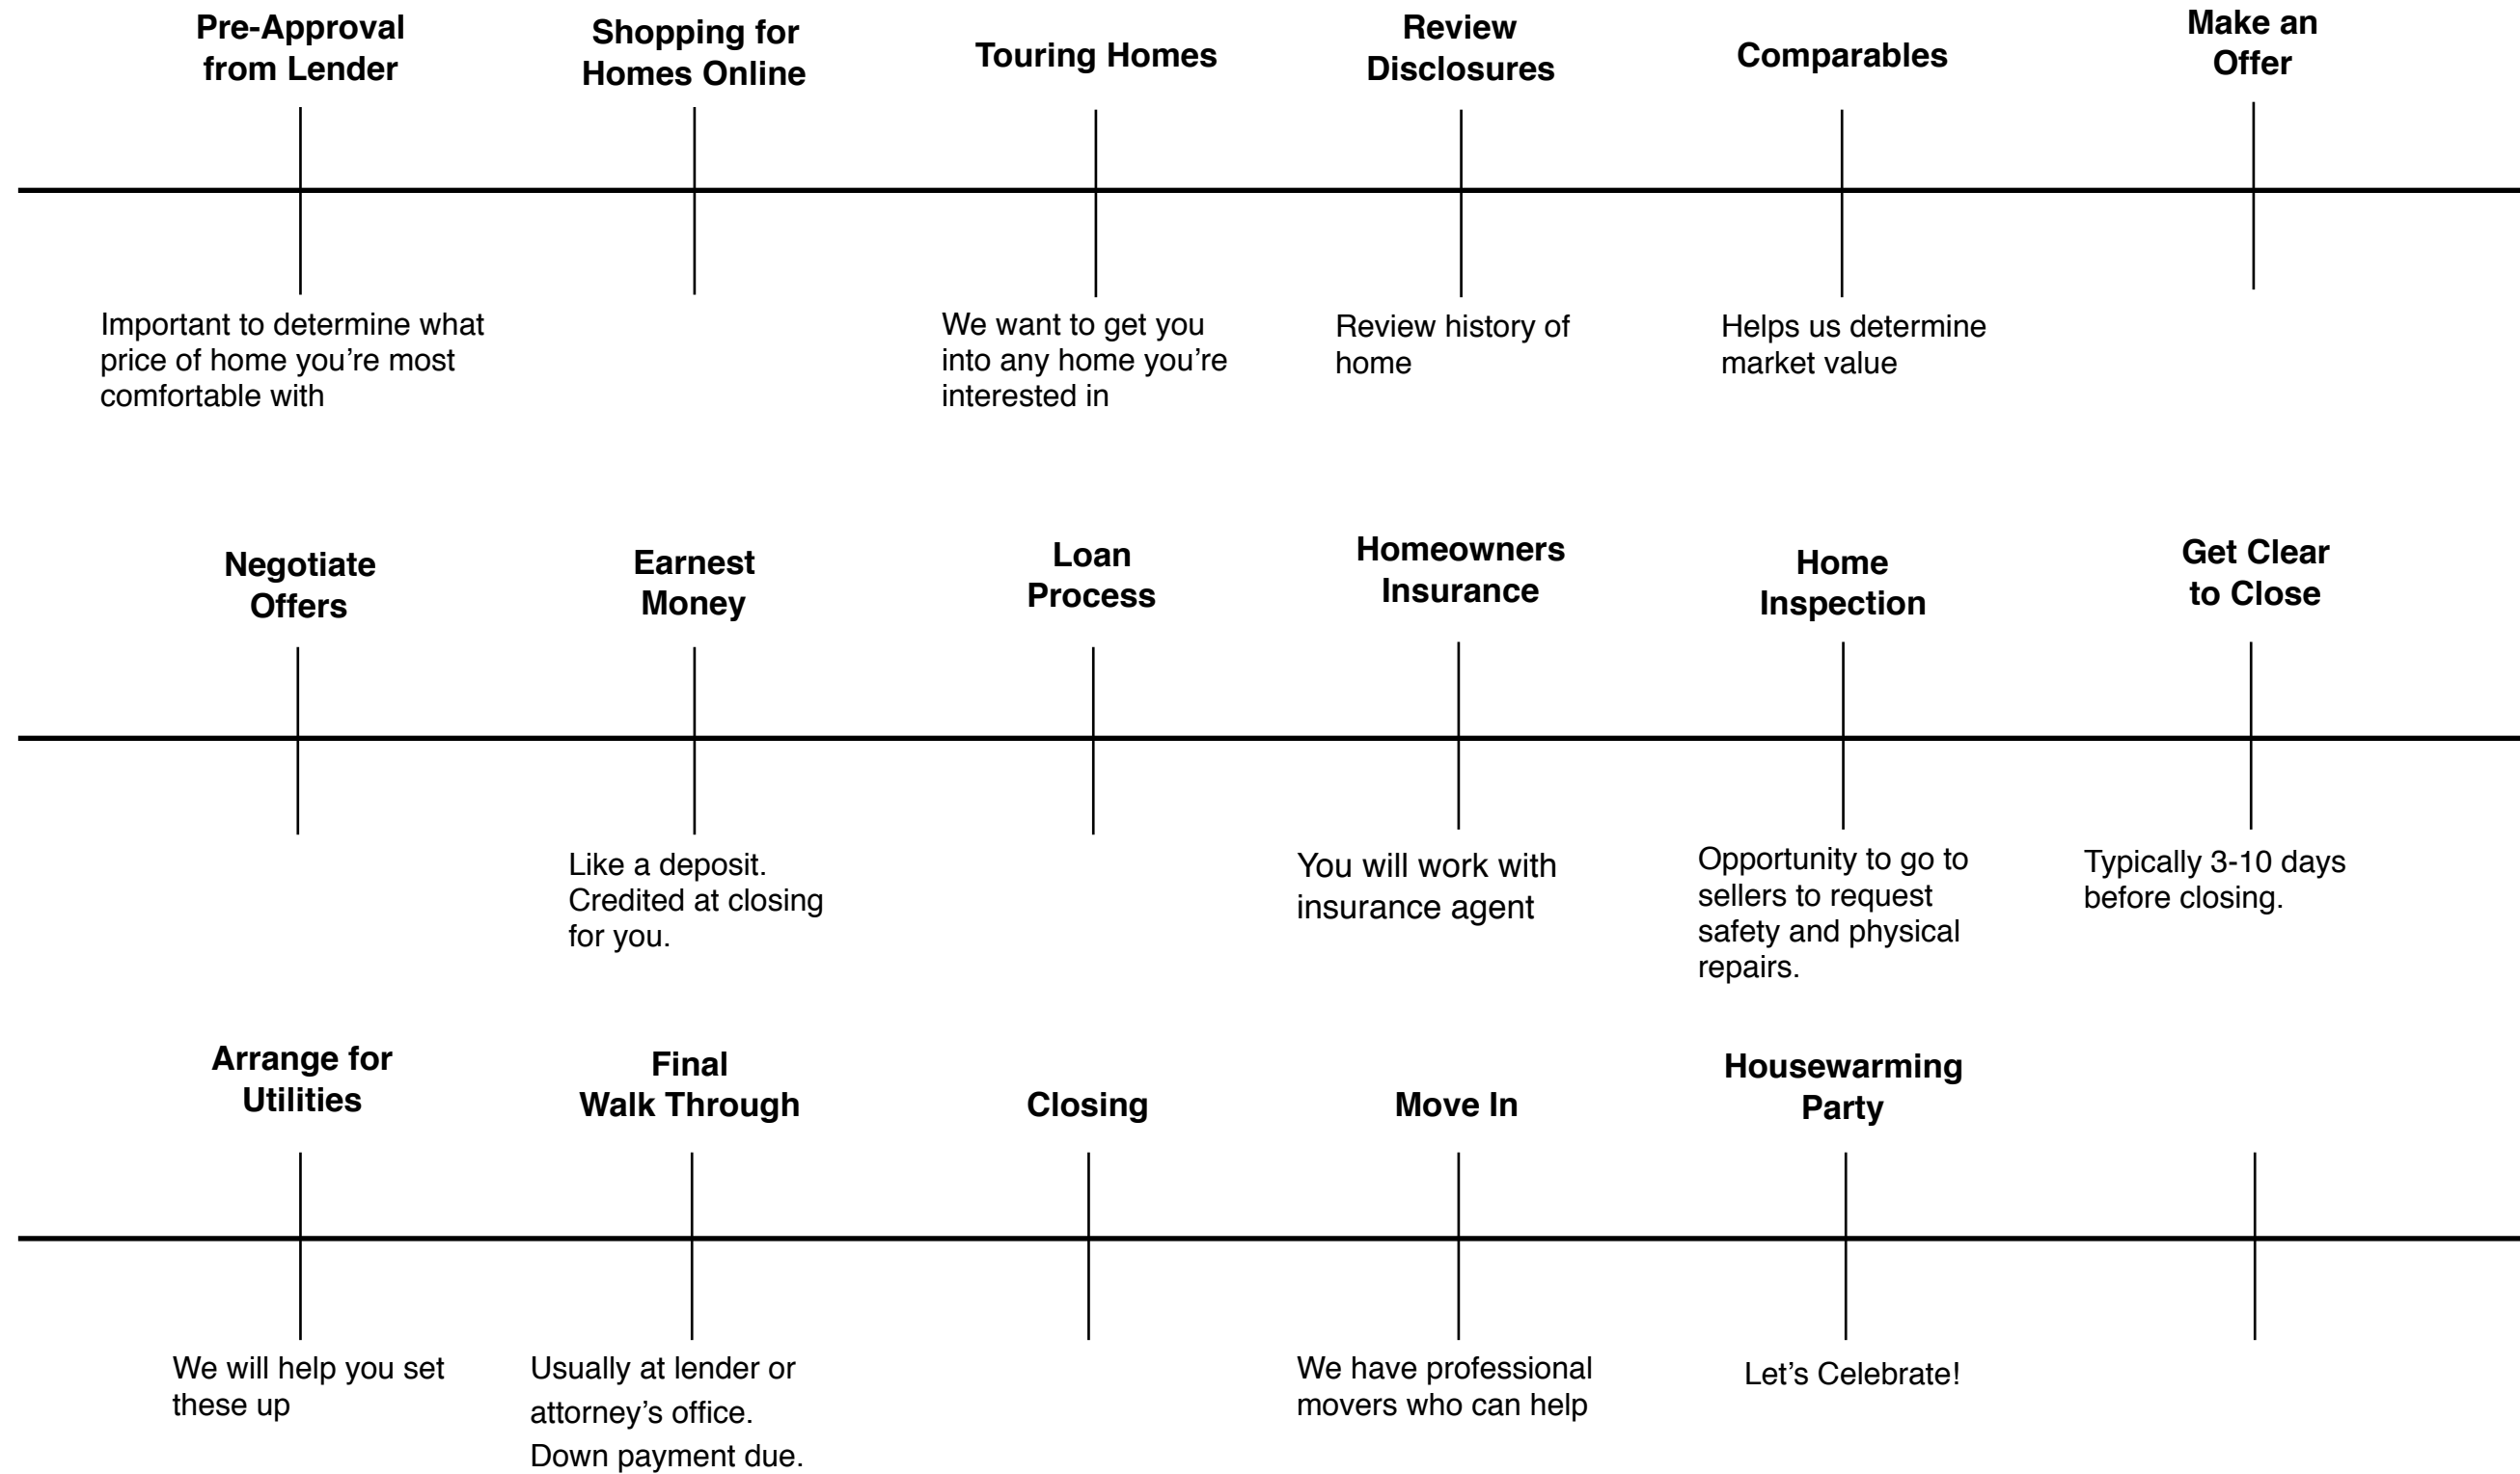 Pre-Approval
from Lender
Shopping for
Homes Online
Touring Homes
Review
Disclosures
Comparables
Make an
Offer
Important to determine what
price of home you’re most
comfortable with
We want to get you
into any home you’re
interested in
Review history of
home
Helps us determine
market value
Negotiate
Offers
Earnest
Money
Loan
Process
Homeowners
Insurance
Home
Inspection
Get Clear
to Close
Like a deposit.
Credited at closing
for you.
You will work with
insurance agent
Opportunity to go to
sellers to request
safety and physical
repairs.
Typically 3-10 days
before closing.
Arrange for
Utilities
Final
Walk Through
Closing
Move In
Housewarming
Party
We will help you set
these up
Usually at lender or
attorney’s office.
Down payment due.
We have professional
movers who can help
Let’s Celebrate!